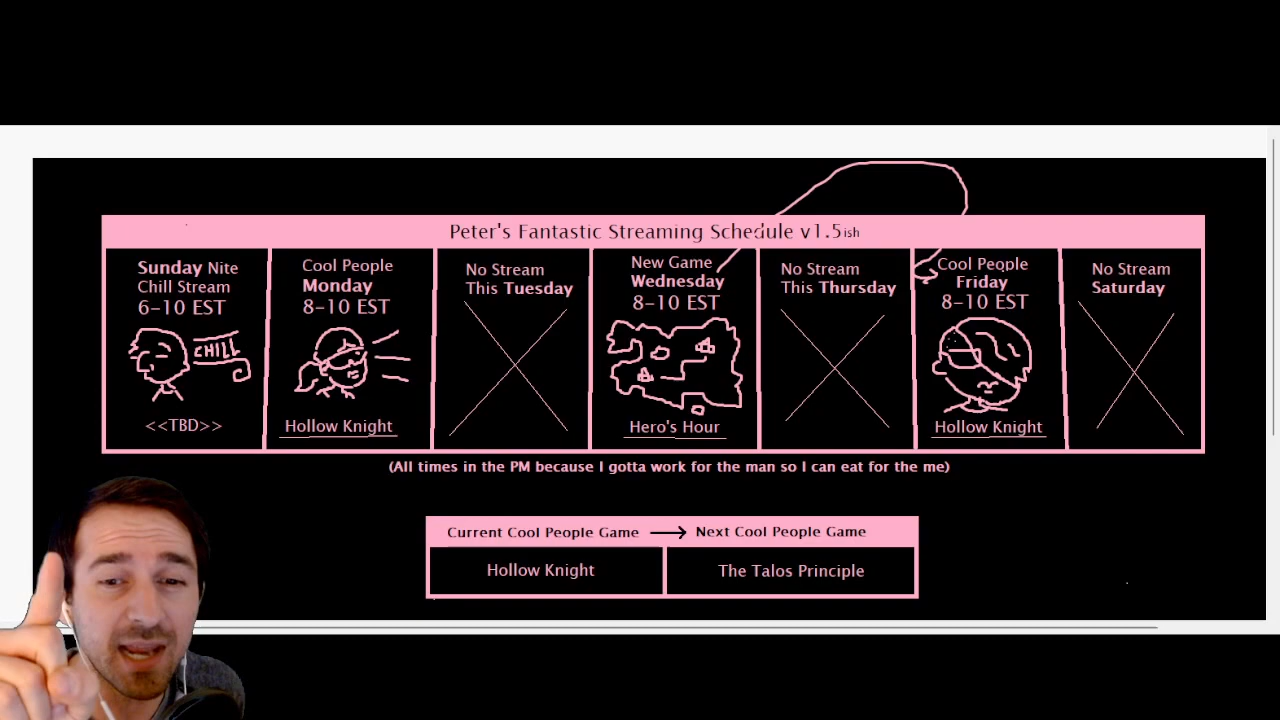 Peter's Fantastic Streaming Schedule v1.5ish
Sunday Nite
Chill Stream
6-10 EST
CHILL
<<TBD>>
Cool People
Monday
8-10 EST
Hollow Knight
No Stream
This Tuesday
New Game
Wednesday
8-10 EST
Hero's Hour
No Stream
This Thursday
Cool People
Friday
8-10 EST
Hollow Knight
No Stream
Saturday
(All times in the PM because I gotta work for the man so I can eat for the me)
Current Cool People Game
Next Cool People Game
Hollow Knight
The Talos Principle